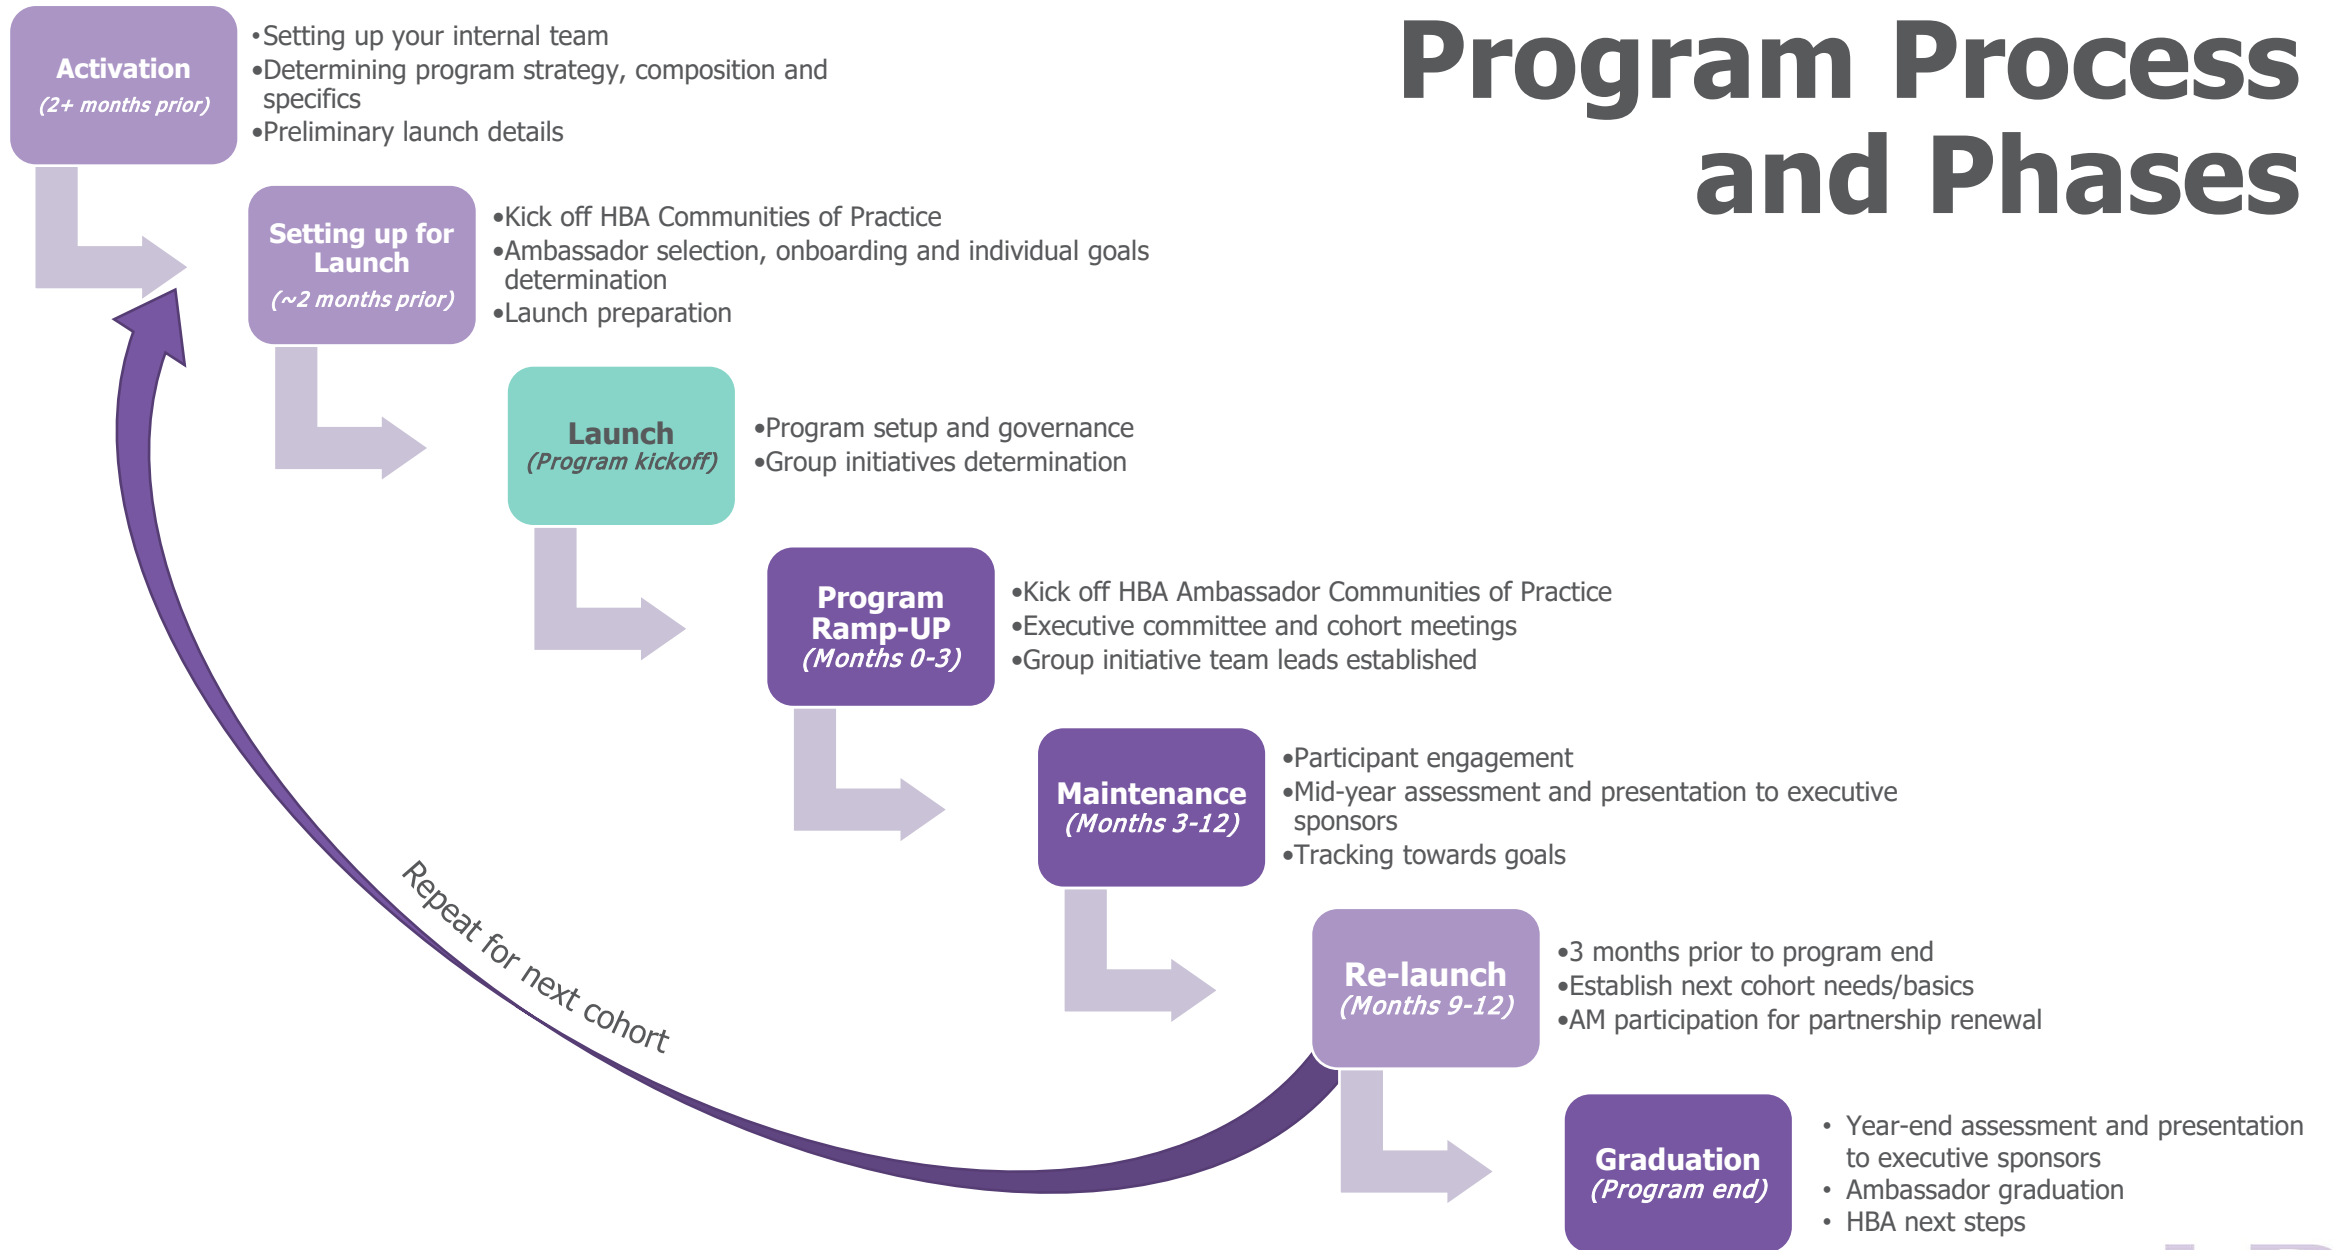 Program Process
and Phases
Activation
(2+ months prior)
•Setting up your internal team
•Determining program strategy, composition and
specifics
•Preliminary launch details
Setting up for
Launch
(~2 months prior)
•Kick off HBA Communities of Practice
•Ambassador selection, onboarding and individual goals
determination
•Launch preparation
Launch
(Program kickoff)
•Program setup and governance
•Group initiatives determination
Program
Ramp-UP
(Months 0-3)
•Kick off HBA Ambassador Communities of Practice
•Executive committee and cohort meetings
•Group initiative team leads established
Maintenance
(Months 3-12)
•Participant engagement
•Mid-year assessment and presentation to executive
sponsors
•Tracking towards goals
Repeat for next cohort
Re-launch
(Months 9-12)
•3 months prior to program end
•Establish next cohort needs/basics
•AM participation for partnership renewal
Graduation
(Program end)
• Year-end assessment and presentation
to executive sponsors
• Ambassador graduation
• HBA next steps